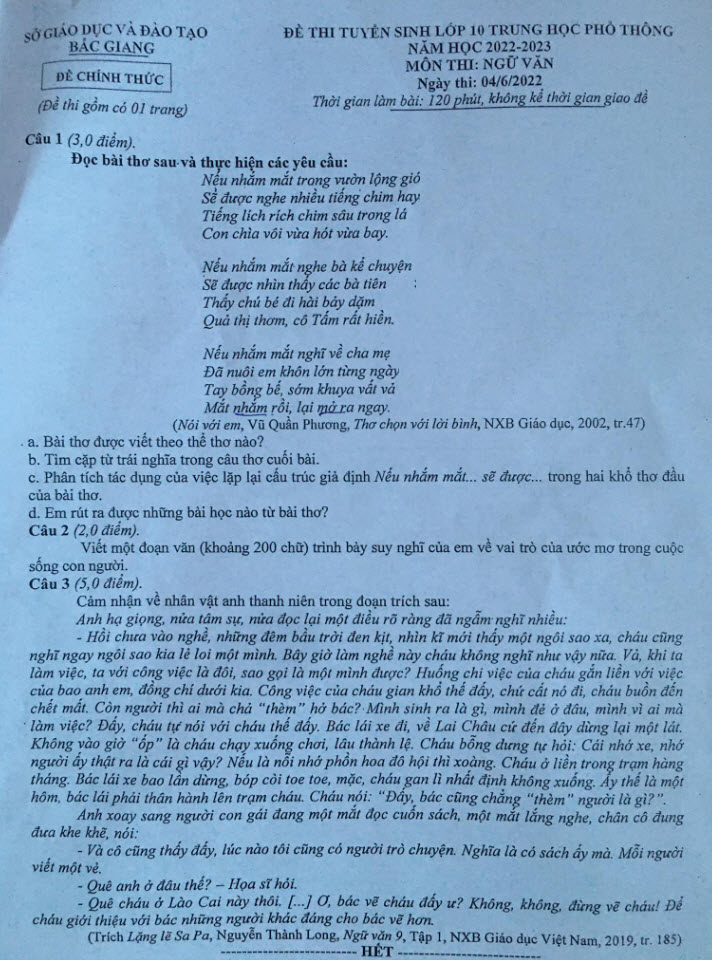 SỞ GIÁO DỤC VÀ ĐÀO TẠO
BẮC GIANG
ĐỀ CHÍNH THỨC
(Đề thi gồm có 01 trang)
ĐỀ THI TUYỂN SINH LỚP 10 TRUNG HỌC PHỔ THÔNG
NĂM HỌC 2022-2023
MÔN THI: NGỮ VĂN
Ngày thi: 04/6/2022
Thời gian làm bài: 120 phút, không kể thời gian giao đề
Câu 1 (3,0 điểm).
Đọc bài thơ sau và thực hiện các yêu cầu:
Nếu nhắm mắt trong vườn lộng gió
Sẽ được nghe nhiều tiếng chim hay
Tiếng lích rích chim sâu trong lá
Con chìa vôi vừa hót vừa bay.
Nếu nhắm mắt nghe bà kể chuyện
Sẽ được nhìn thấy các bà tiên
Thấy chú bé đi hài bảy dặm
Quả thị thơm, cô Tấm rất hiền.
Nếu nhắm mắt nghĩ về cha mẹ
Đã nuôi em khôn lớn từng ngày
Tay bồng bế, sớm khuya vất vả
Mắt nhắm rồi, lại mở ra ngay.
(Nói với em, Vũ Quần Phương, Thơ chọn với lời bình, NXB Giáo dục, 2002, tr.47)
a. Bài thơ được viết theo thể thơ nào?
b. Tìm cặp từ trái nghĩa trong câu thơ cuối bài.
c. Phân tích tác dụng của việc lặp lại cấu trúc giả định Nếu nhắm mắt... sẽ được... trong hai khổ thơ đầu
của bài thơ.
d. Em rút ra được những bài học nào từ bài thơ?
Câu 2 (2,0 điểm).
Viết một đoạn văn (khoảng 200 chữ) trình bày suy nghĩ của em về vai trò của ước mơ trong cuộc
sống con người.
Câu 3 (5,0 điểm).
Cảm nhận về nhân vật anh thanh niên trong đoạn trích sau:
Anh hạ giọng, nửa tâm sự, nửa đọc lại một điều rõ ràng đã ngẫm nghĩ nhiều:
- Hồi chưa vào nghề, những đêm bầu trời đen kịt, nhìn kĩ mới thấy một ngôi sao xa, cháu cũng
nghĩ ngay ngôi sao kia lẻ loi một mình. Bây giờ làm nghề này cháu không nghĩ như vậy nữa. Vả, khi ta
làm việc, ta với công việc là đôi, sao gọi là một mình được? Huống chi việc của cháu gắn liền với việc
của bao anh em, đồng chí dưới kia. Công việc của cháu gian khổ thế đấy, chứ cất nó đi, cháu buồn đến
chết mất. Còn người thì ai mà chả "thèm" hở bác? Mình sinh ra là gì, mình đẻ ở đâu, mình vì ai mà
làm việc? Đấy, cháu tự nói với cháu thế đấy. Bác lái xe đi, về Lai Châu cứ đến đây dừng lại một lát.
Không vào giờ "ốp" là cháu chạy xuống chơi, lâu thành lệ. Cháu bỗng dưng tự hỏi: Cái nhớ xe, nhớ
người ấy thật ra là cái gì vậy? Nếu là nỗi nhớ phồn hoa đô hội thì xoàng. Cháu ở liền trong trạm hàng
tháng. Bác lái xe bao lần dừng, bóp còi toe toe, mặc, cháu gan lì nhất định không xuống. Ấy thế là một
hôm, bác lái phải thân hành lên trạm cháu. Cháu nói: "Đấy, bác cũng chẳng "thèm" người là gì?".
Anh xoay sang người con gái đang một mắt đọc cuốn sách, một mắt lắng nghe, chân cô đung
đưa khe khẽ, nói:
- Và cô cũng thấy đấy, lúc nào tôi cũng có người trò chuyện. Nghĩa là có sách ấy mà. Mỗi người
viết một vẻ.
- Quê anh ở đâu thế? – Họa sĩ hỏi.
- Quê cháu ở Lào Cai này thôi. [...] Ơ, bác vẽ cháu đấy ư? Không, không, đừng vẽ cháu! Để
cháu giới thiệu với bác những người khác đáng cho bác vẽ hơn.
(Trích Lặng lẽ Sa Pa, Nguyễn Thành Long, Ngữ văn 9, Tập 1, NXB Giáo dục Việt Nam, 2019, tr. 185)
-------------------------- HẾT --------------------------